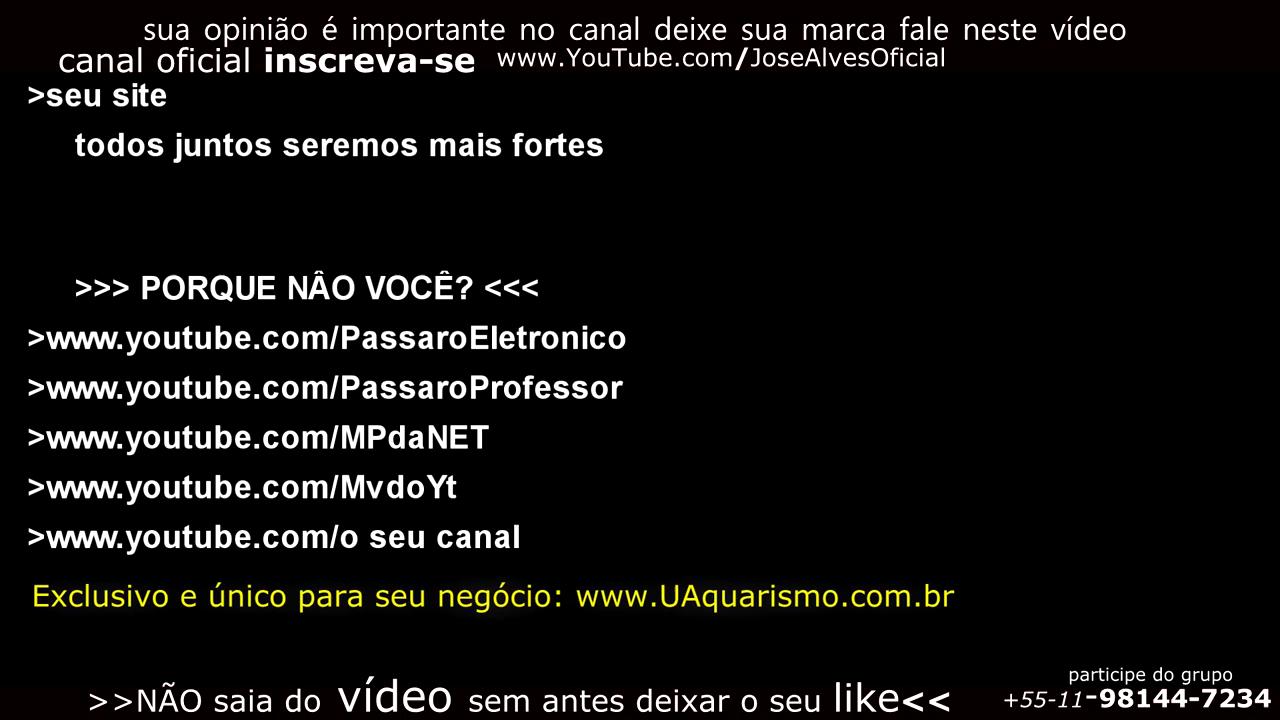 sua opinião é importante no canal deixe sua marca fale neste vídeo
canal oficial inscreva-se www.YouTube.com/JoseAlvesOficial
>seu site
todos juntos seremos mais fortes
>>> PORQUE NÂO VOCÊ? <<<
>www.youtube.com/PassaroEletronico
>www.youtube.com/PassaroProfessor
>www.youtube.com/MPdaNET
>www.youtube.com/MvdoYt
>www.youtube.com/o seu canal
Exclusivo e único para seu negócio: www.UAquarismo.com.br
>>NÃO saia do vídeo sem antes deixar o seu like<<
participe do grupo
+55-11-98144-7234